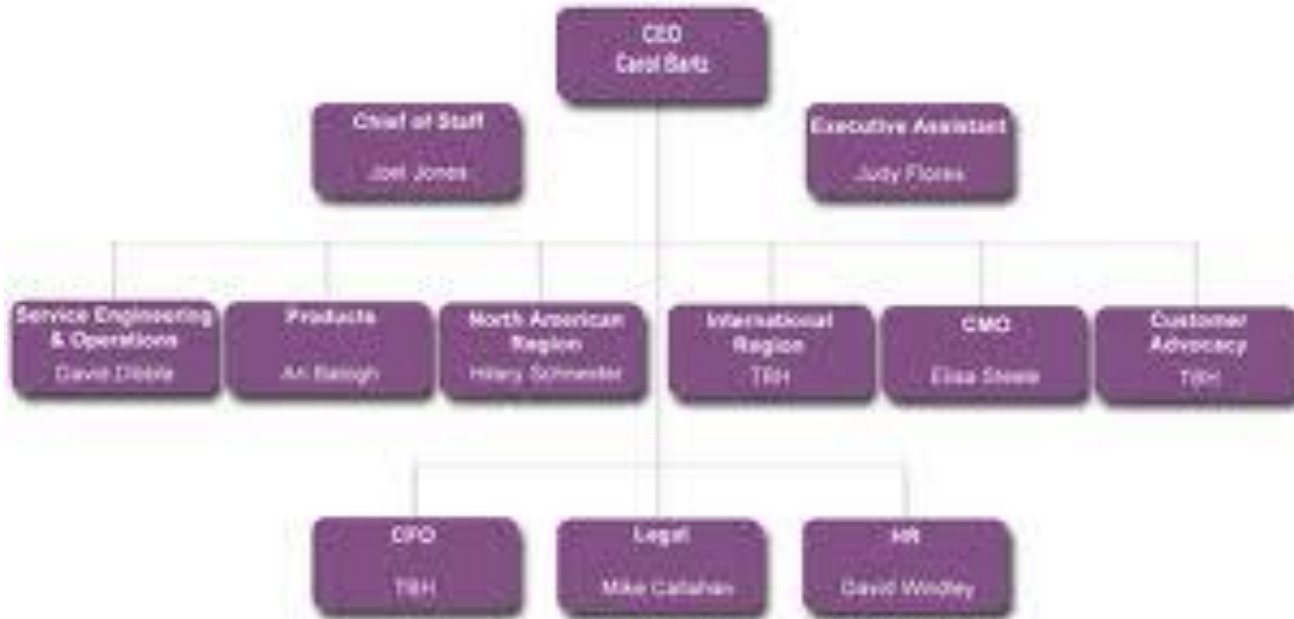 CEO
Carol Bartz
Chief of Staff
Joel Jones
Executive Assistant
Judy Flores
Service Engineering
& Operations
David Dibble
Products
Ari Balogh
North American
Region
Hilary Schneider
International
Region
TBH
CMO
Elisa Steele
Customer
Advocacy
TBH
CFO
TBH
Legal
Mike Callahan
HR
David Windley